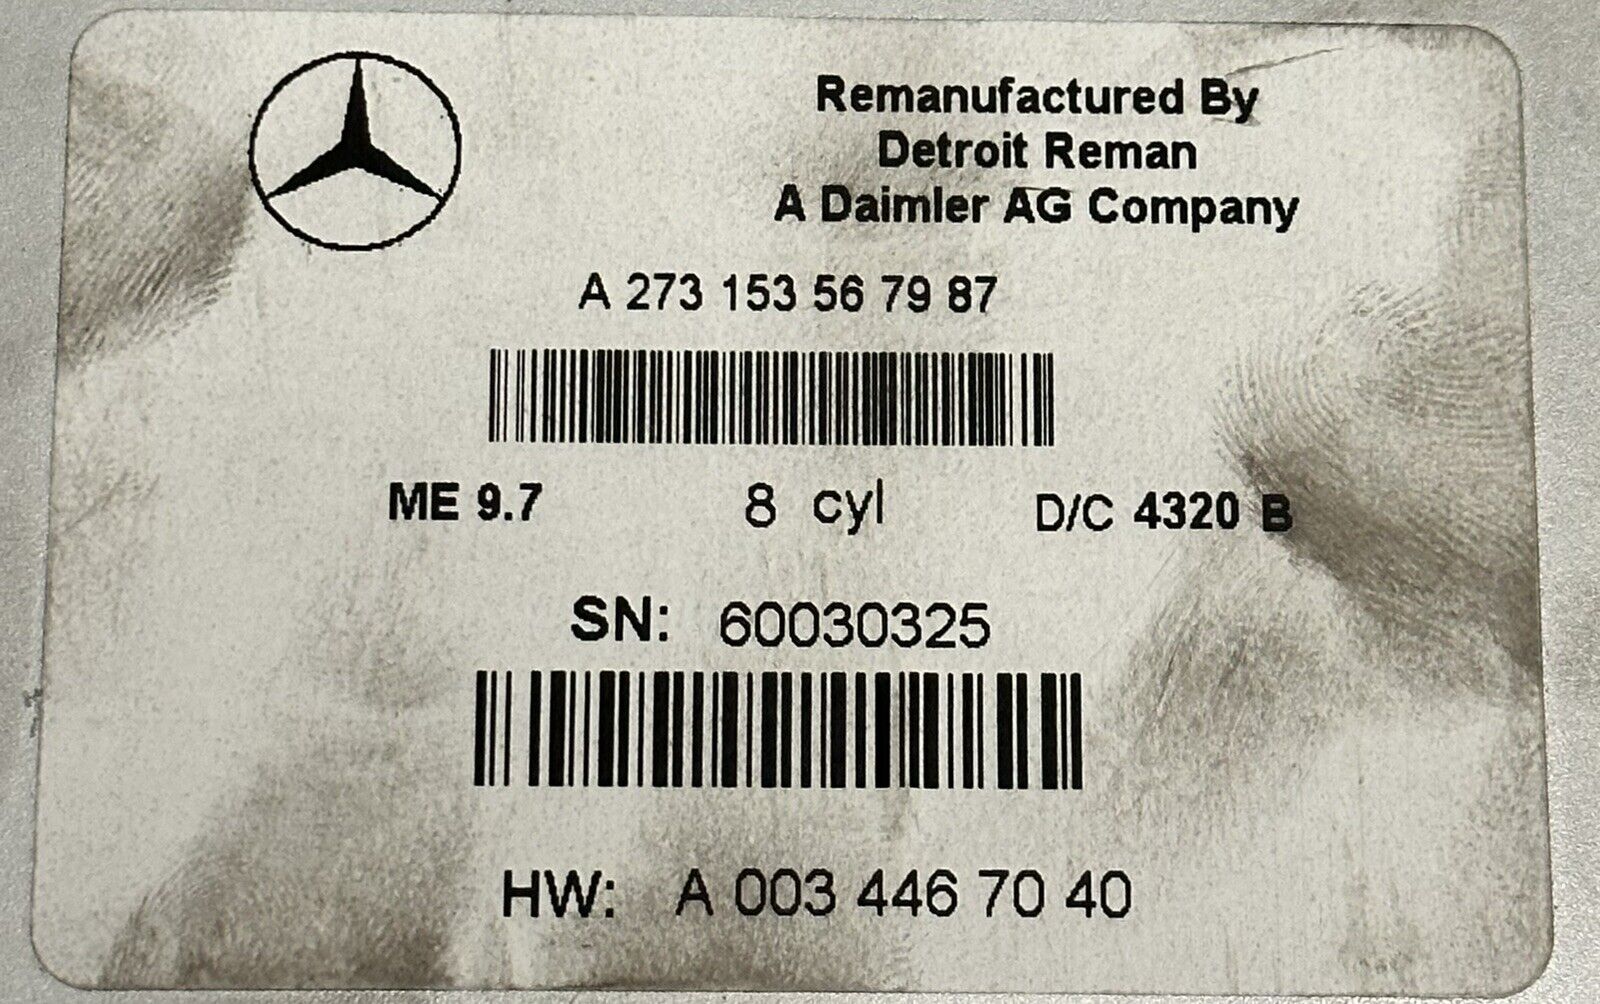 Remanufactured By
Detroit Reman
A Daimler AG Company
A 273 153 56 79 87
ME 9.7 8 cyl D/C 4320 B
SN: 60030325
HW: A 003 446 70 40